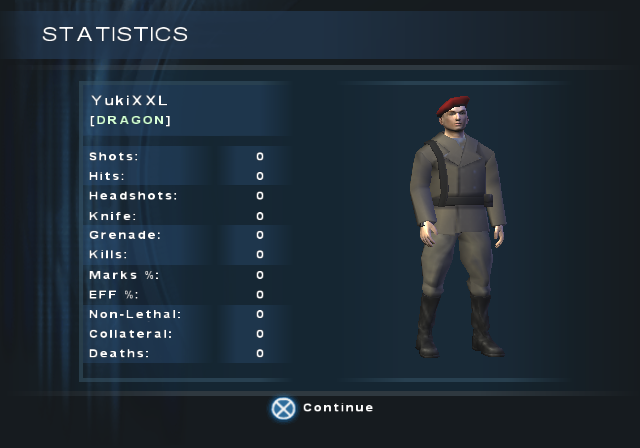 STATISTICS
YukiXXL
[DRAGON]
Shots: 0
Hits: 0
Headshots: 0
Knife: 0
Grenade: 0
Kills: 0
Marks %: 0
EFF %: 0
Non-Lethal: 0
Collateral: 0
Deaths: 0
Continue